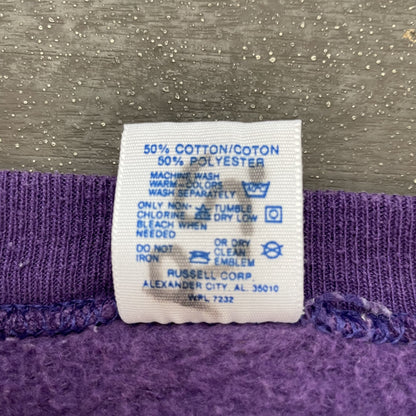 50% COTTON/COTON
50% POLYESTER
MACHINE WASH
WARM-COLORS
WASH SEPARATELY
ONLY NON-
CHLORINE
BLEACH WHEN
NEEDED
TUMBLE
DRY LOW
DO NOT
IRON
OR DRY
CLEAN
EMBLEM
RUSSELL CORP.
ALEXANDER CITY, AL. 35010
WPL 7232